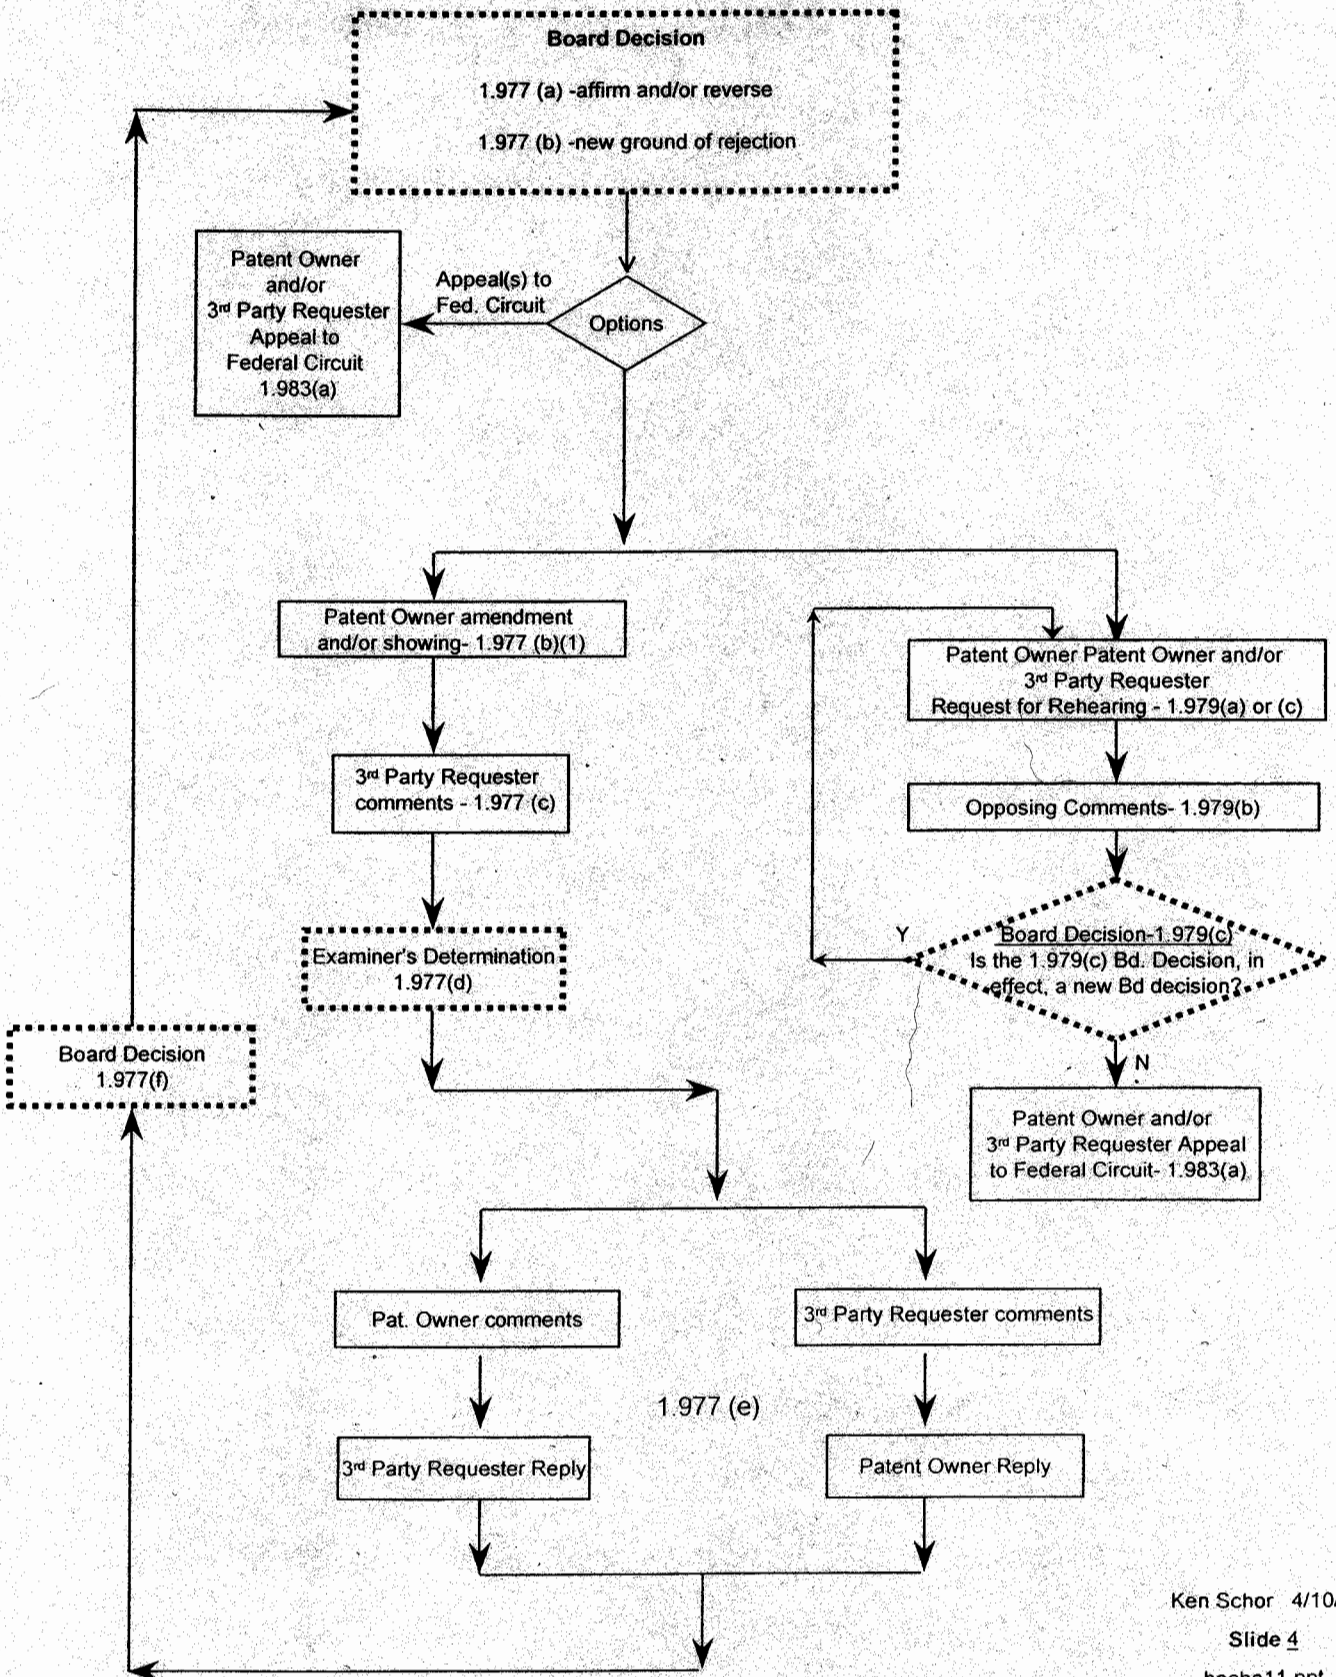 Board Decision
1.977 (a) -affirm and/or reverse
1.977 (b) -new ground of rejection
Patent Owner
and/or
3rd Party Requester
Appeal to
Federal Circuit
1.983(a)
Appeal(s) to
Fed. Circuit
Options
Patent Owner amendment
and/or showing- 1.977 (b)(1)
Patent Owner Patent Owner and/or
3rd Party Requester
Request for Rehearing - 1.979(a) or (c)
3rd Party Requester
comments - 1.977 (c)
Opposing Comments- 1.979(b)
Y
Board Decision-1.979(c)
Is the 1.979(c) Bd. Decision, in
effect, a new Bd decision?
Examiner's Determination
1.977(d)
Board Decision
1.977(f)
N
Patent Owner and/or
3rd Party Requester Appeal
to Federal Circuit- 1.983(a)
Pat. Owner comments
3rd Party Requester comments
1.977 (e)
3rd Party Requester Reply
Patent Owner Reply
Ken Schor 4/10/
Slide 4